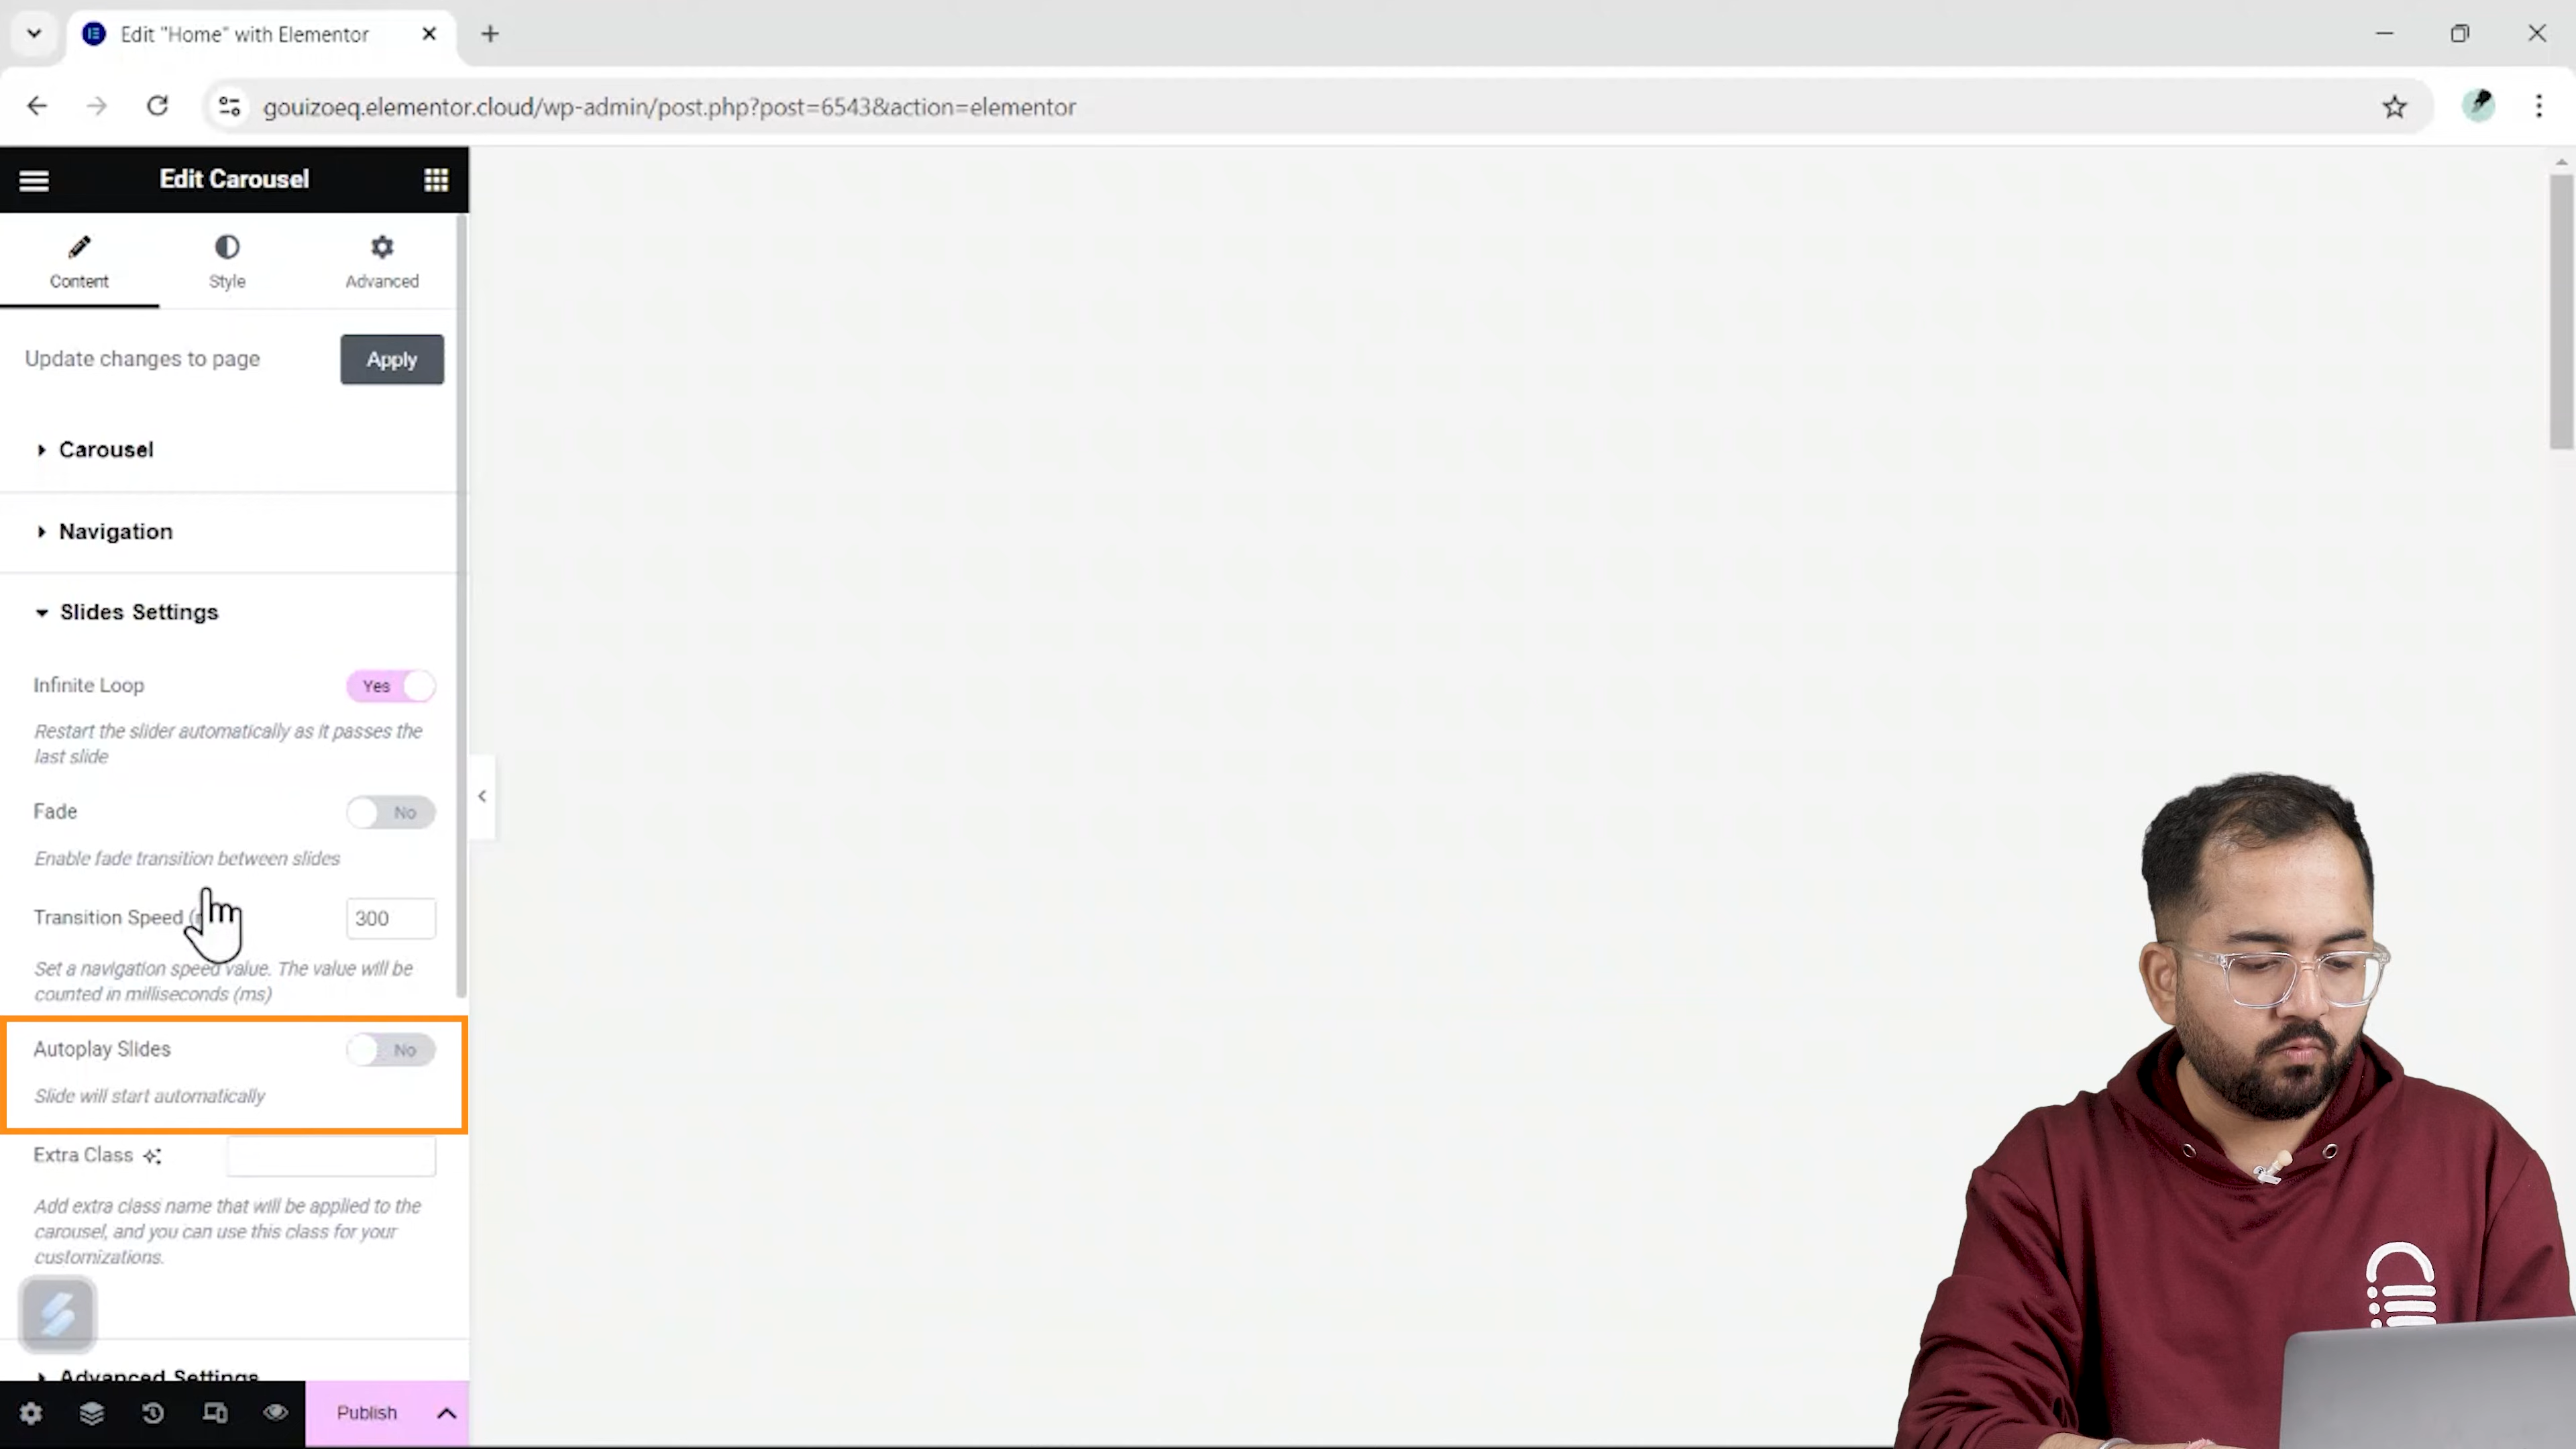 Edit "Home" with Elementor
gouizoeq.elementor.cloud/wp-admin/post.php?post=6543&action=elementor
Edit Carousel
Content
Style
Advanced
Update changes to page
Apply
Carousel
Navigation
Slides Settings
Infinite Loop
Yes
Restart the slider automatically as it passes the
last slide
Fade
No
Enable fade transition between slides
Transition Speed
300
Set a navigation speed value. The value will be
counted in milliseconds (ms)
Autoplay Slides
No
Slide will start automatically
Extra Class
Add extra class name that will be applied to the
carousel, and you can use this class for your
customizations.
Advanced Settings
Publish